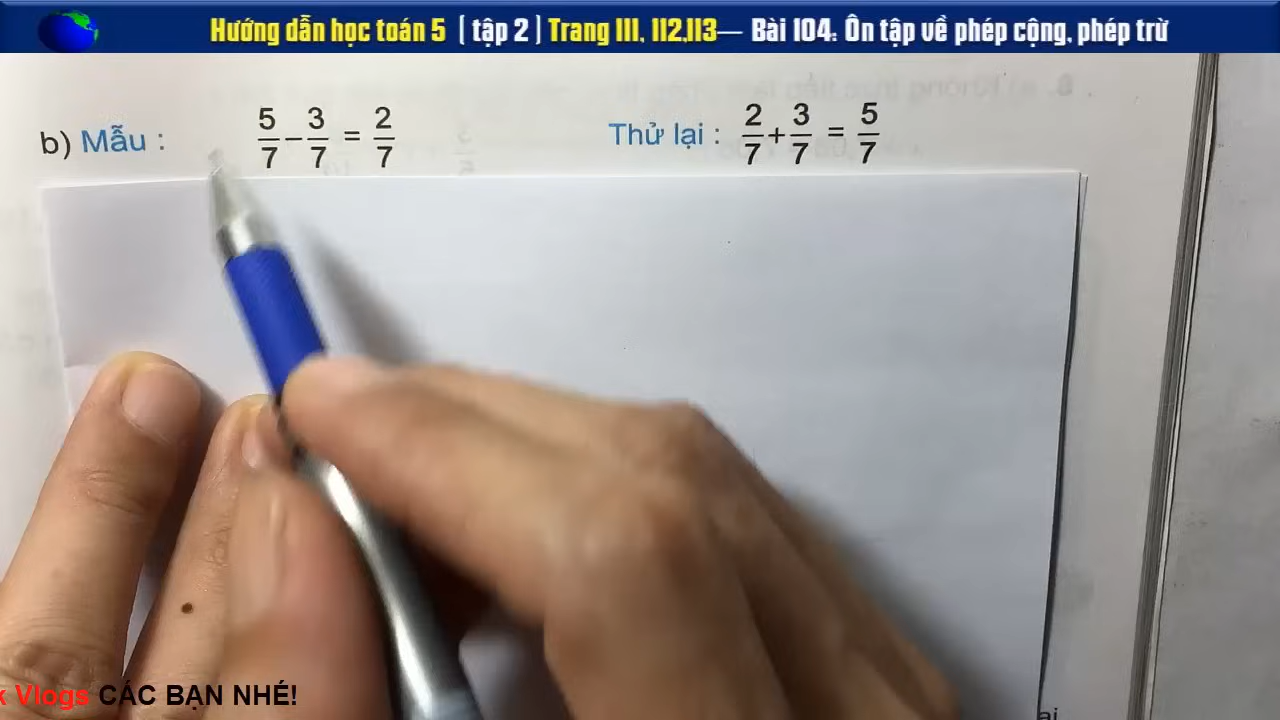 Hướng dẫn học toán 5 ( tập 2 ) Trang 111, 112,113— Bài 104: Ôn tập về phép cộng, phép trừ
b) Mẫu : 5/7 − 3/7 = 2/7 Thử lại : 2/7 + 3/7 = 5/7
Vlogs CÁC BẠN NHÉ!